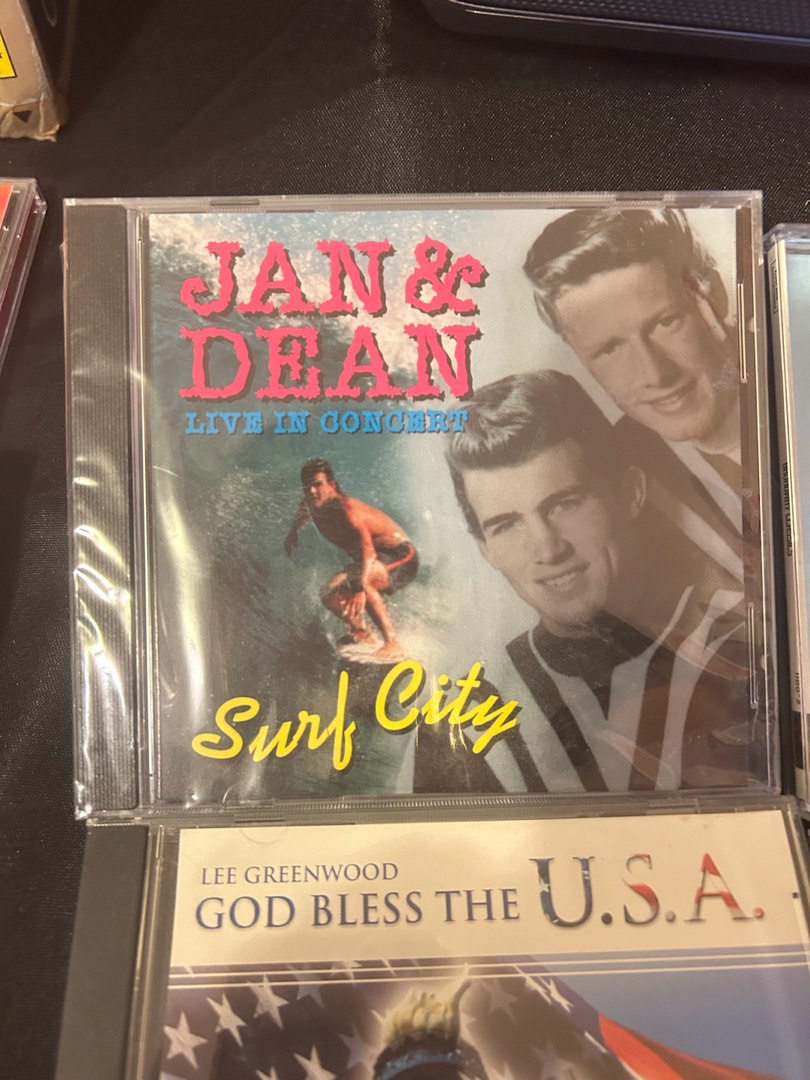 JAN &
DEAN
LIVE IN CONCERT
Surf City
LEE GREENWOOD
GOD BLESS THE U.S.A.